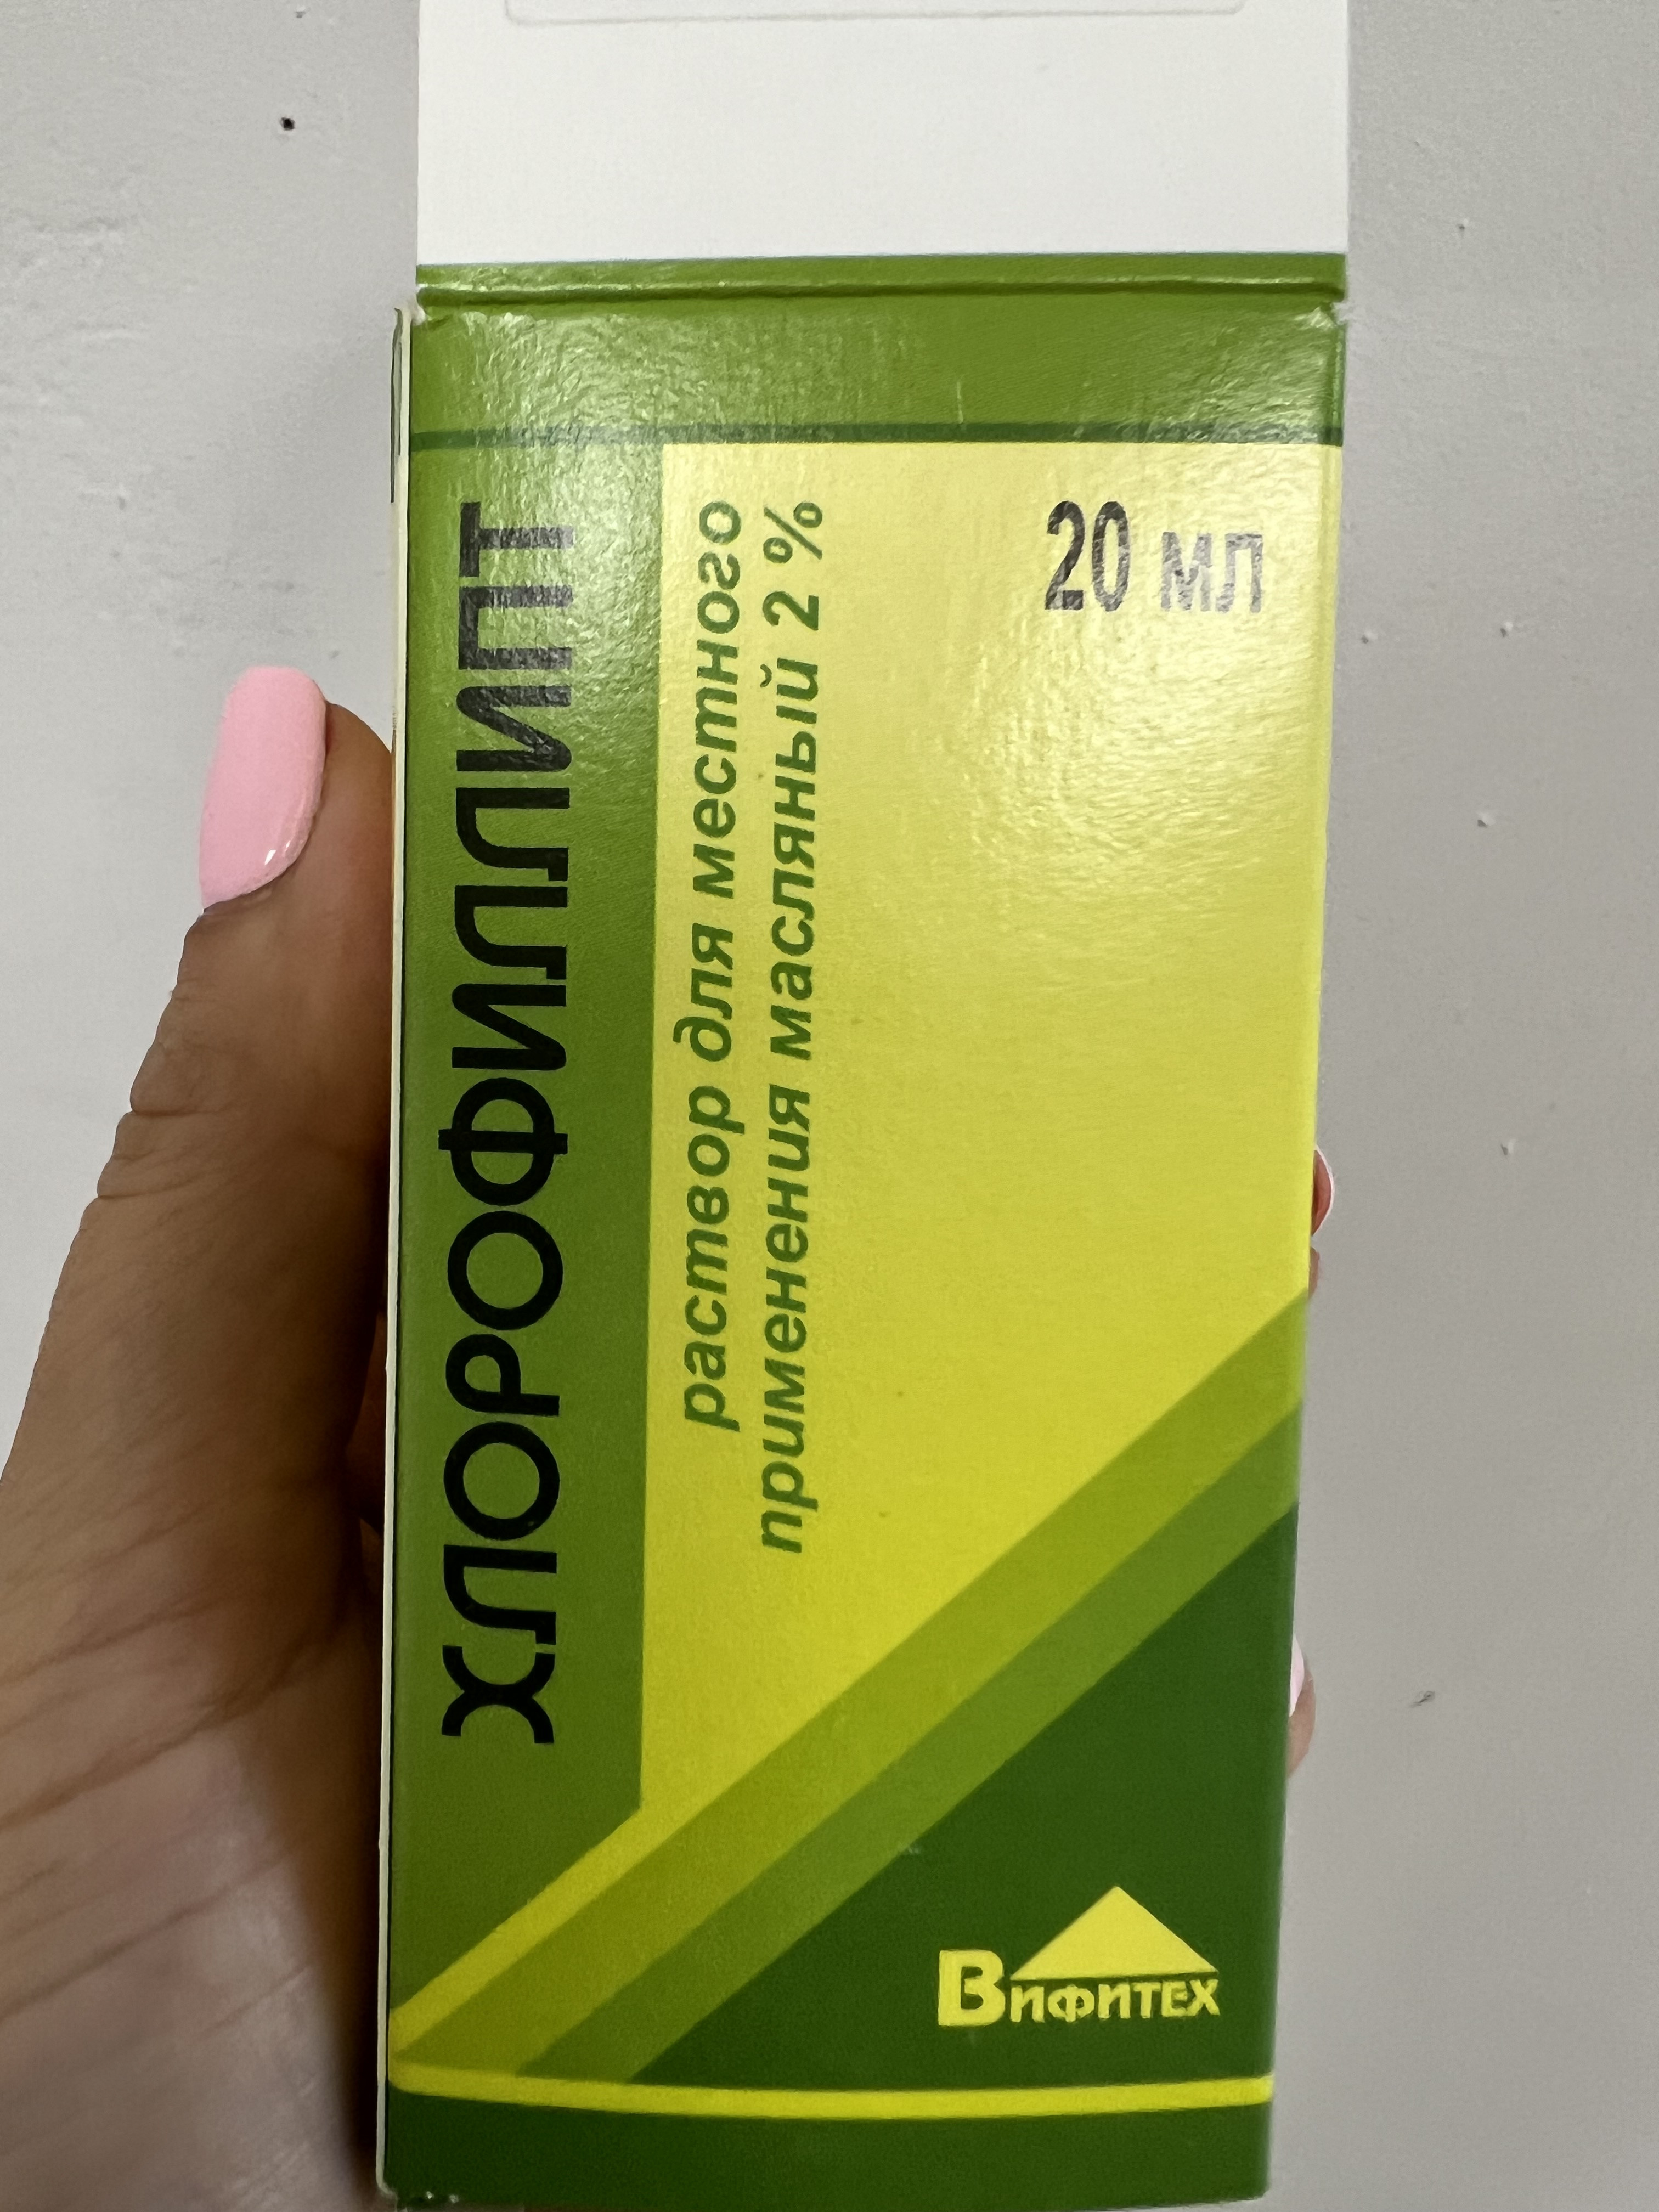 ХЛОРОФИЛЛИПТ
раствор для местного
применения масляный 2 %
20 мл
Вифитех